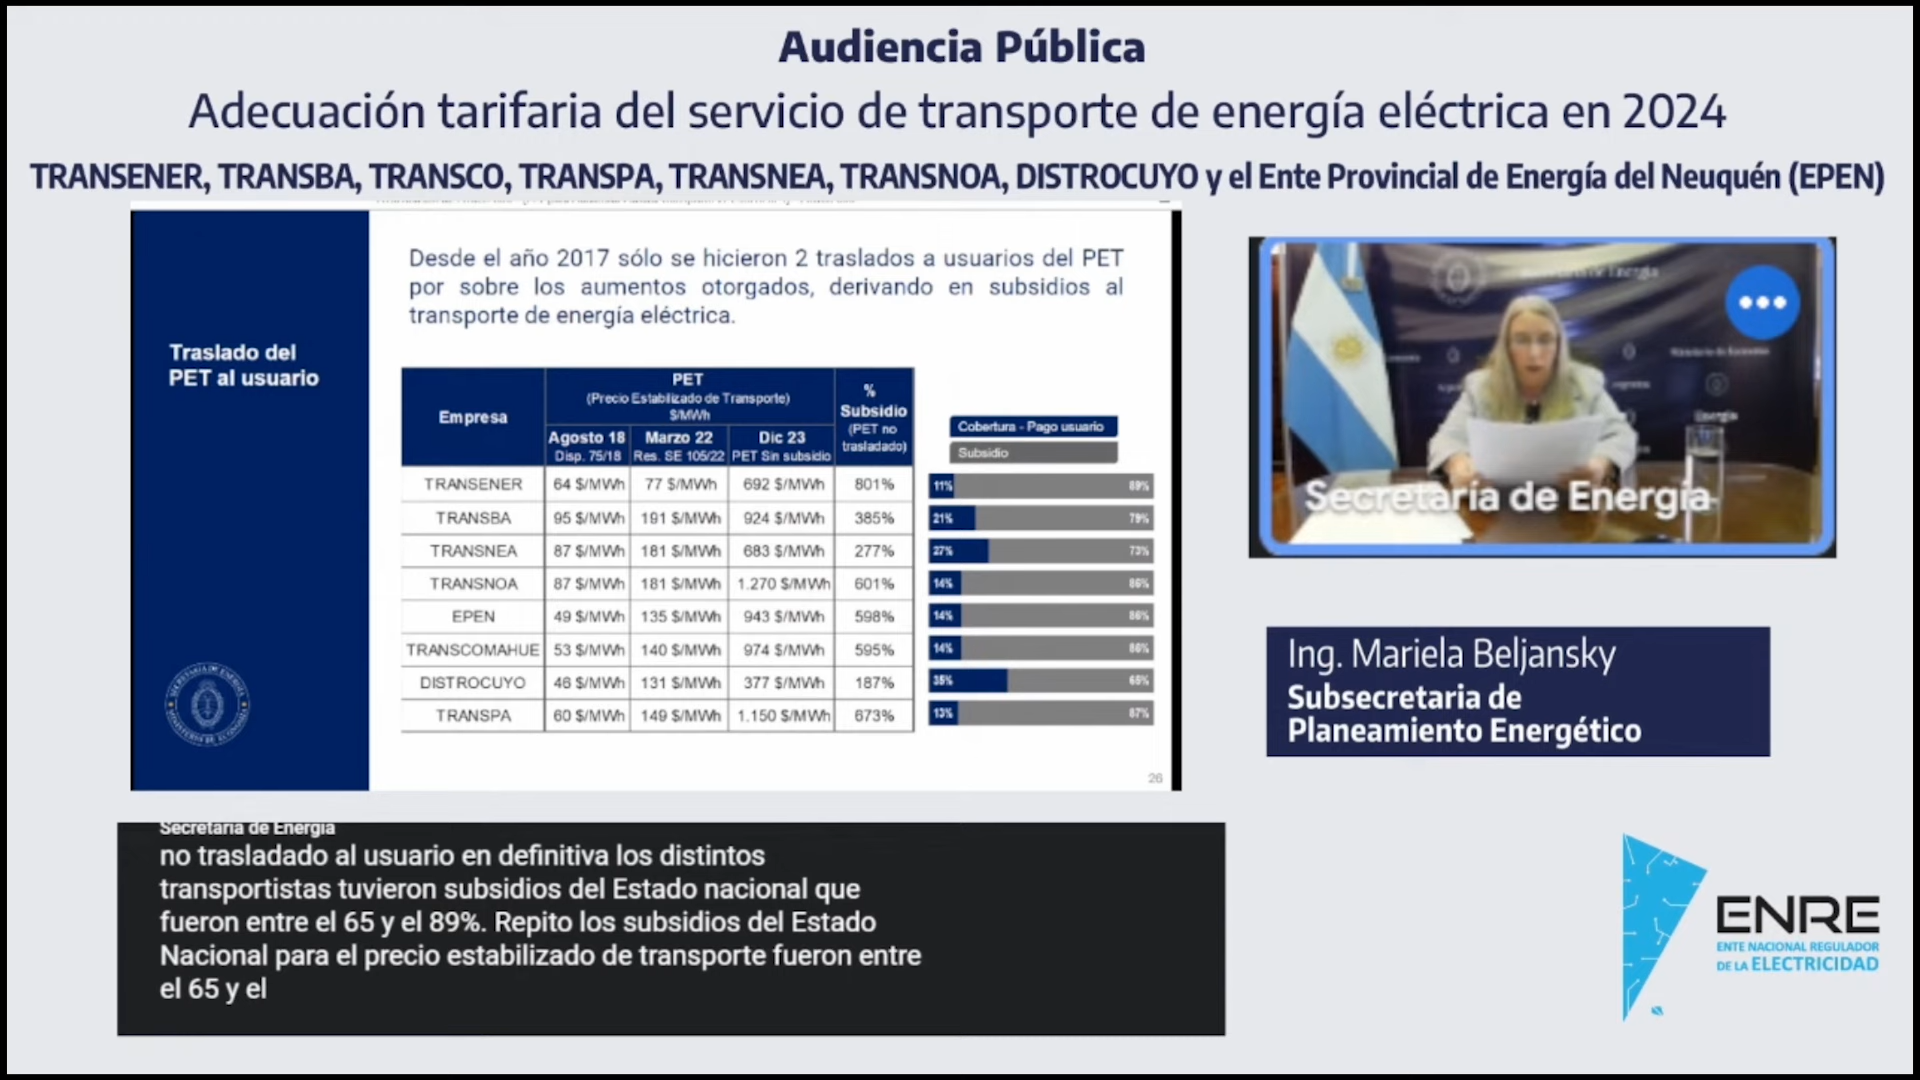 Audiencia Pública
Adecuación tarifaria del servicio de transporte de energía eléctrica en 2024
TRANSENER, TRANSBA, TRANSCO, TRANSPA, TRANSNEA, TRANSNOA, DISTROCUYO y el Ente Provincial de Energía del Neuquén (EPEN)
Traslado del
PET al usuario
Desde el año 2017 sólo se hicieron 2 traslados a usuarios del PET
por sobre los aumentos otorgados, derivando en subsidios al
transporte de energía eléctrica.
Empresa
PET
(Precio Estabilizado de Transporte)
$/MWh
Agosto 18 Marzo 22 Dic 23
Disp. 75/18 Res. SE 105/22 PET Sin subsidio
%
Subsidio
(PET no
trasladado)
Cobertura - Pago usuario
Subsidio
TRANSENER 64 $/MWh 77 $/MWh 692 $/MWh 801% 11% 89%
TRANSBA 95 $/MWh 191 $/MWh 924 $/MWh 385% 21% 79%
TRANSNEA 87 $/MWh 181 $/MWh 683 $/MWh 277% 27% 73%
TRANSNOA 87 $/MWh 181 $/MWh 1.270 $/MWh 601% 14% 86%
EPEN 49 $/MWh 135 $/MWh 943 $/MWh 598% 14% 86%
TRANSCOMAHUE 53 $/MWh 140 $/MWh 974 $/MWh 595% 14% 86%
DISTROCUYO 46 $/MWh 131 $/MWh 377 $/MWh 187% 35% 65%
TRANSPA 60 $/MWh 149 $/MWh 1.150 $/MWh 673% 13% 87%
26
Secretaría de Energía
Ing. Mariela Beljansky
Subsecretaria de
Planeamiento Energético
Secretaría de Energía
no trasladado al usuario en definitiva los distintos
transportistas tuvieron subsidios del Estado nacional que
fueron entre el 65 y el 89%. Repito los subsidios del Estado
Nacional para el precio estabilizado de transporte fueron entre
el 65 y el
ENRE
ENTE NACIONAL REGULADOR
DE LA ELECTRICIDAD